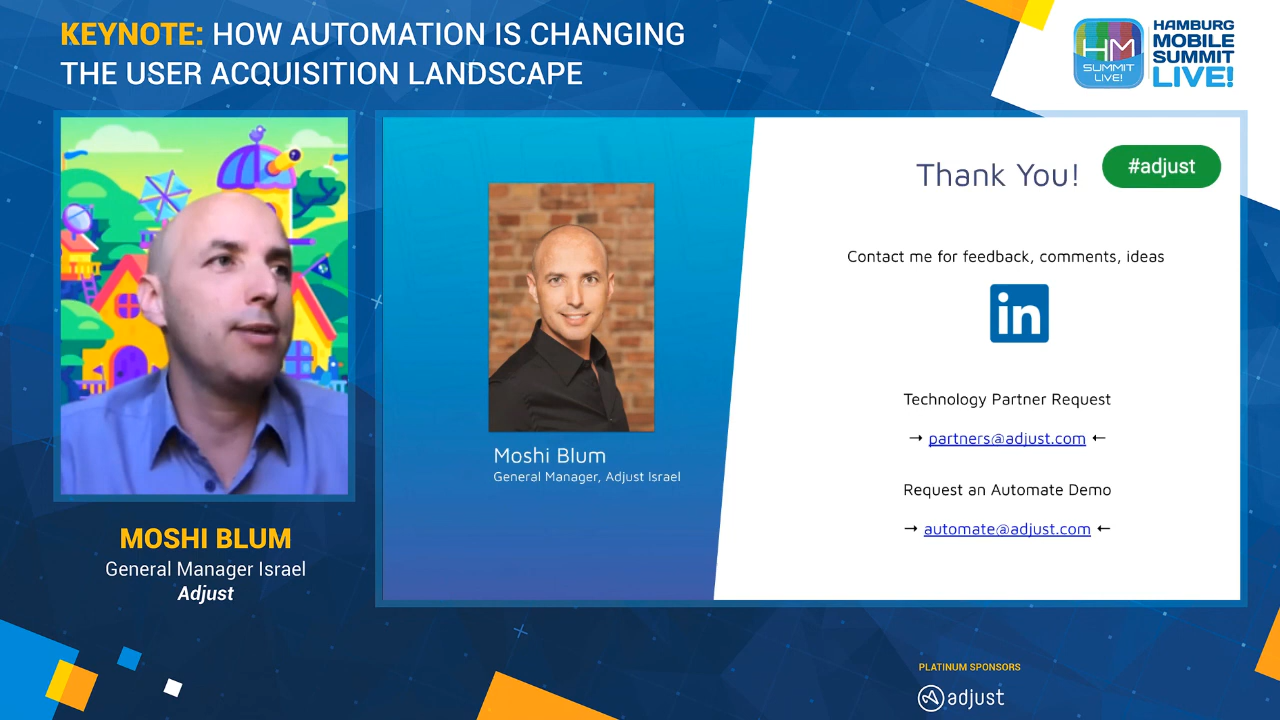 KEYNOTE: HOW AUTOMATION IS CHANGING
THE USER ACQUISITION LANDSCAPE
HM
SUMMIT
LIVE!
HAMBURG
MOBILE
SUMMIT
LIVE!
Thank You!
#adjust
Contact me for feedback, comments, ideas
in
Technology Partner Request
→ partners@adjust.com ←
Request an Automate Demo
→ automate@adjust.com ←
Moshi Blum
General Manager, Adjust Israel
MOSHI BLUM
General Manager Israel
Adjust
PLATINUM SPONSORS
adjust